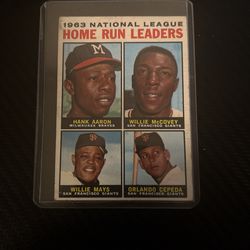 1963 NATIONAL LEAGUE
HOME RUN LEADERS
M
HANK AARON
MILWAUKEE BRAVES
WILLIE McCOVEY
SAN FRANCISCO GIANTS
WILLIE MAYS
SAN FRANCISCO GIANTS
ORLANDO CEPEDA
SAN FRANCISCO GIANTS